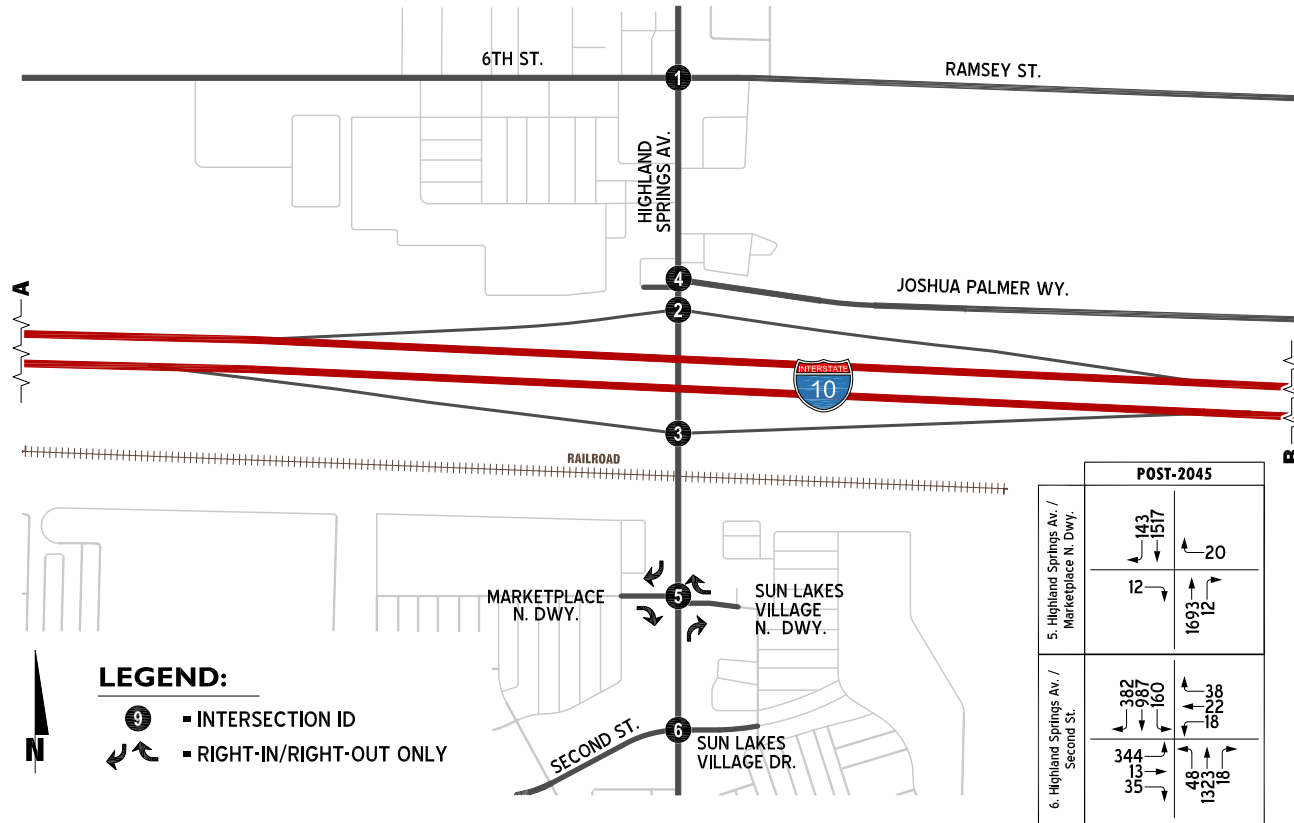 6TH ST.
1
RAMSEY ST.
HIGHLAND
SPRINGS AV.
4
JOSHUA PALMER WY.
A
2
INTERSTATE
10
3
RAILROAD
B
MARKETPLACE
N. DWY.
5
SUN LAKES
VILLAGE
N. DWY.
SECOND ST.
6
SUN LAKES
VILLAGE DR.
LEGEND:
9 = INTERSECTION ID
= RIGHT-IN/RIGHT-OUT ONLY
N
POST-2045
5. Highland Springs Av. /
Marketplace N. Dwy.
143
1517
20
12
1693
12
6. Highland Springs Av. /
Second St.
382
987
160
38
22
18
344
13
35
48
1323
18